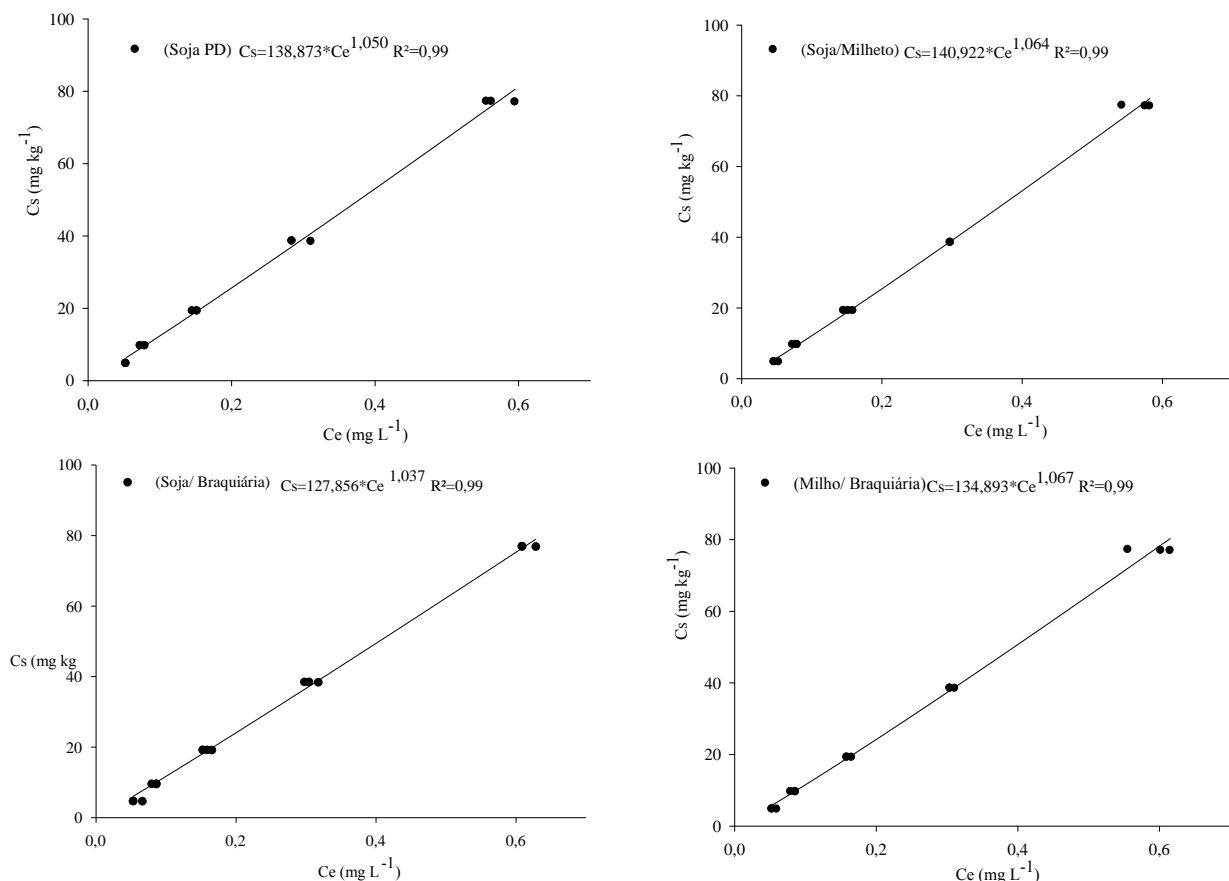 100
(Soja PD) Cs=138,873*Ce^1,050 R²=0,99
80
60
40
20
0
Cs (mg kg^-1)
0,0 0,2 0,4 0,6
Ce (mg L^-1)
100
(Soja/Milheto) Cs=140,922*Ce^1,064 R²=0,99
80
60
40
20
0
Cs (mg kg^-1)
0,0 0,2 0,4 0,6
Ce (mg L^-1)
100
(Soja/ Braquiária) Cs=127,856*Ce^1,037 R²=0,99
80
60
40
20
0
Cs (mg kg
0,0 0,2 0,4 0,6
Ce (mg L^-1)
100
(Milho/ Braquiária)Cs=134,893*Ce^1,067 R²=0,99
80
60
40
20
0
Cs (mg kg^-1)
0,0 0,2 0,4 0,6
Ce (mg L^-1)